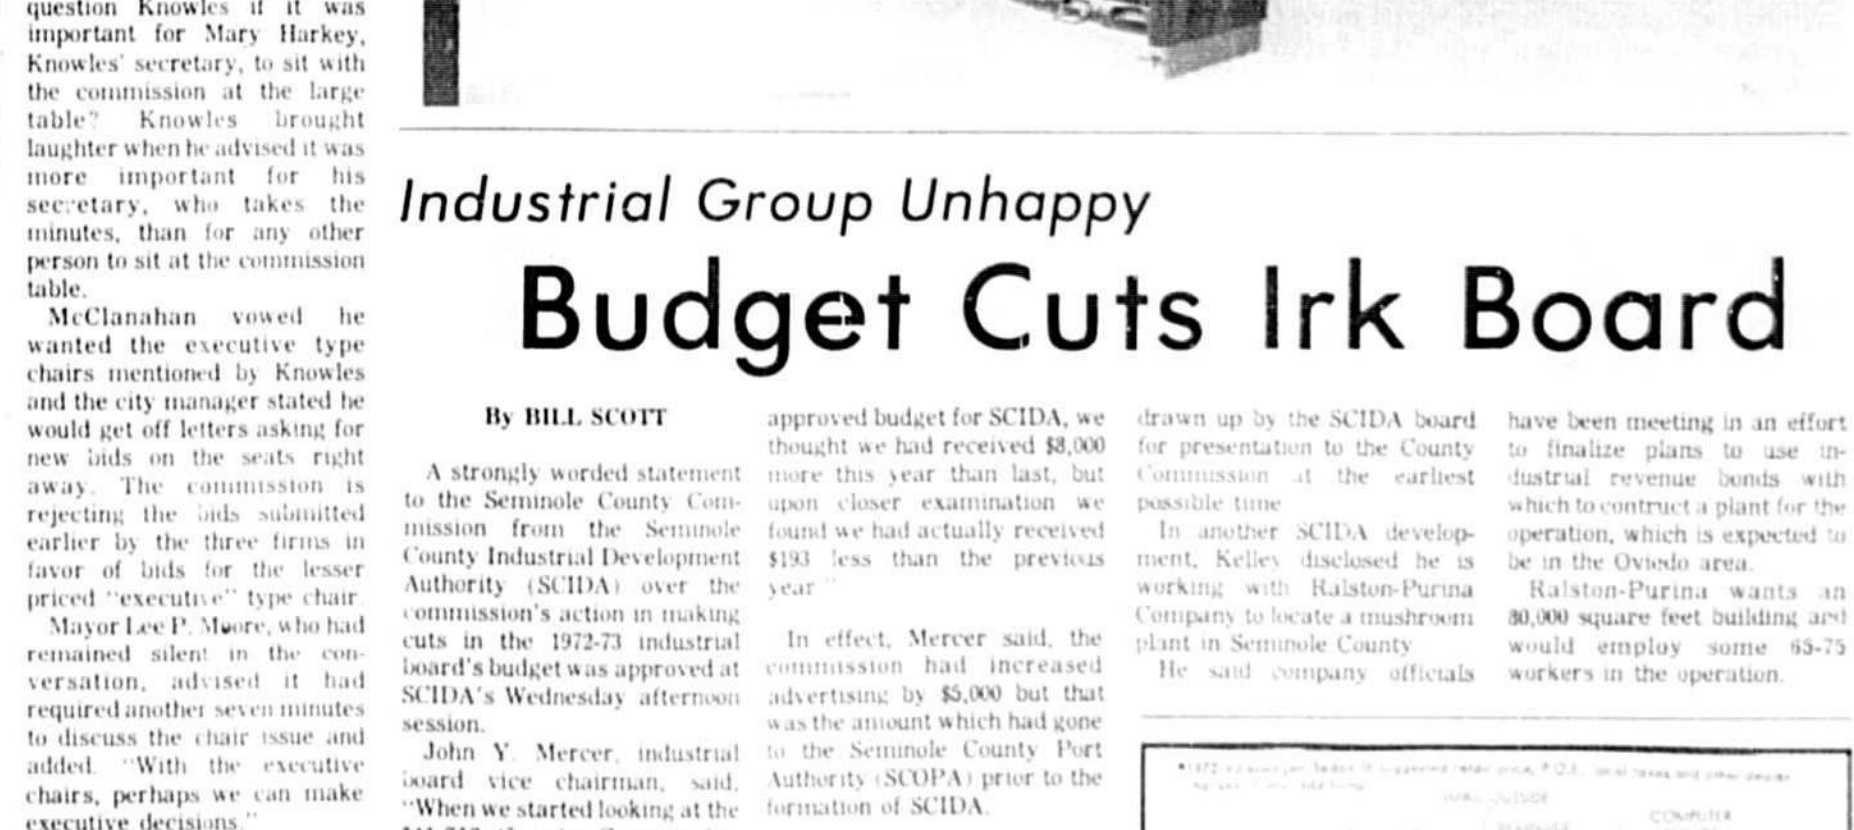 question Knowles if it was
important for Mary Harkey,
Knowles' secretary, to sit with
the commission at the large
table? Knowles brought
laughter when he advised it was
more important for his
secretary, who takes the
minutes, than for any other
person to sit at the commission
table.
McClanahan vowed he
wanted the executive type
chairs mentioned by Knowles
and the city manager stated he
would get off letters asking for
new bids on the seats right
away. The commission is
rejecting the bids submitted
earlier by the three firms in
favor of bids for the lesser
priced "executive" type chair.
Mayor Lee P. Moore, who had
remained silent in the con-
versation, advised it had
required another seven minutes
to discuss the chair issue and
added. "With the executive
chairs, perhaps we can make
executive decisions."
Industrial Group Unhappy
Budget Cuts Irk Board
By BILL SCOTT
A strongly worded statement
to the Seminole County Com-
mission from the Seminole
County Industrial Development
Authority (SCIDA) over the
commission's action in making
cuts in the 1972-73 industrial
board's budget was approved at
SCIDA's Wednesday afternoon
session.
John Y. Mercer, industrial
board vice chairman, said,
"When we started looking at the
approved budget for SCIDA, we
thought we had received $8,000
more this year than last, but
upon closer examination we
found we had actually received
$193 less than the previous
year"
In effect, Mercer said, the
commission had increased
advertising by $5,000 but that
was the amount which had gone
to the Seminole County Port
Authority (SCOPA) prior to the
formation of SCIDA.
drawn up by the SCIDA board
for presentation to the County
Commission at the earliest
possible time
In another SCIDA develop-
ment, Kelley disclosed he is
working with Ralston-Purina
Company to locate a mushroom
plant in Seminole County
He said company officials
have been meeting in an effort
to finalize plans to use in-
dustrial revenue bonds with
which to contruct a plant for the
operation, which is expected to
be in the Oviedo area.
Ralston-Purina wants an
80,000 square feet building and
would employ some 65-75
workers in the operation.
COMPUTER